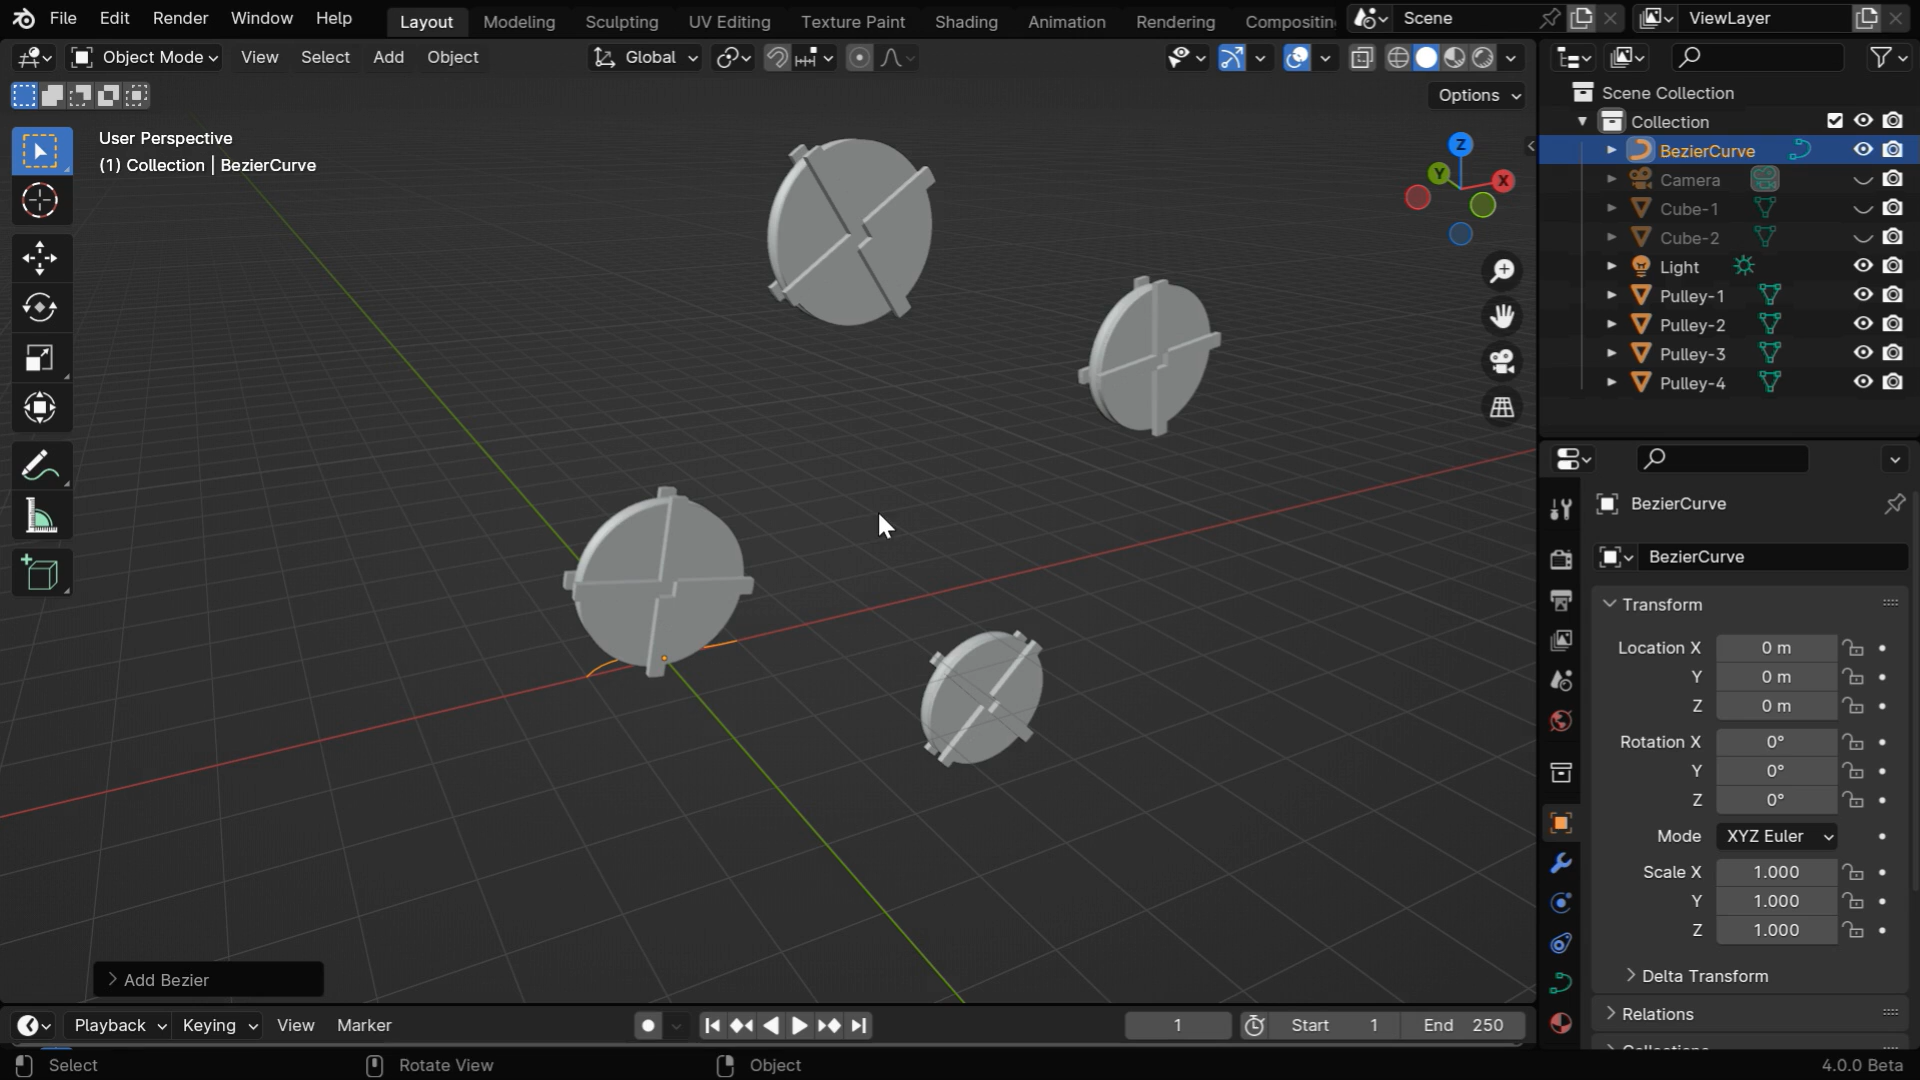 File Edit Render Window Help Layout Modeling Sculpting UV Editing Texture Paint Shading Animation Rendering Compositin Scene ViewLayer
Object Mode View Select Add Object Global
Options
User Perspective
(1) Collection | BezierCurve
Z
Y
X
Scene Collection
Collection
BezierCurve
Camera
Cube-1
Cube-2
Light
Pulley-1
Pulley-2
Pulley-3
Pulley-4
BezierCurve
BezierCurve
Transform
Location X 0 m
Y 0 m
Z 0 m
Rotation X 0°
Y 0°
Z 0°
Mode XYZ Euler
Scale X 1.000
Y 1.000
Z 1.000
Delta Transform
Relations
Collections
Add Bezier
Playback Keying View Marker 1 Start 1 End 250
Select Rotate View Object 4.0.0 Beta